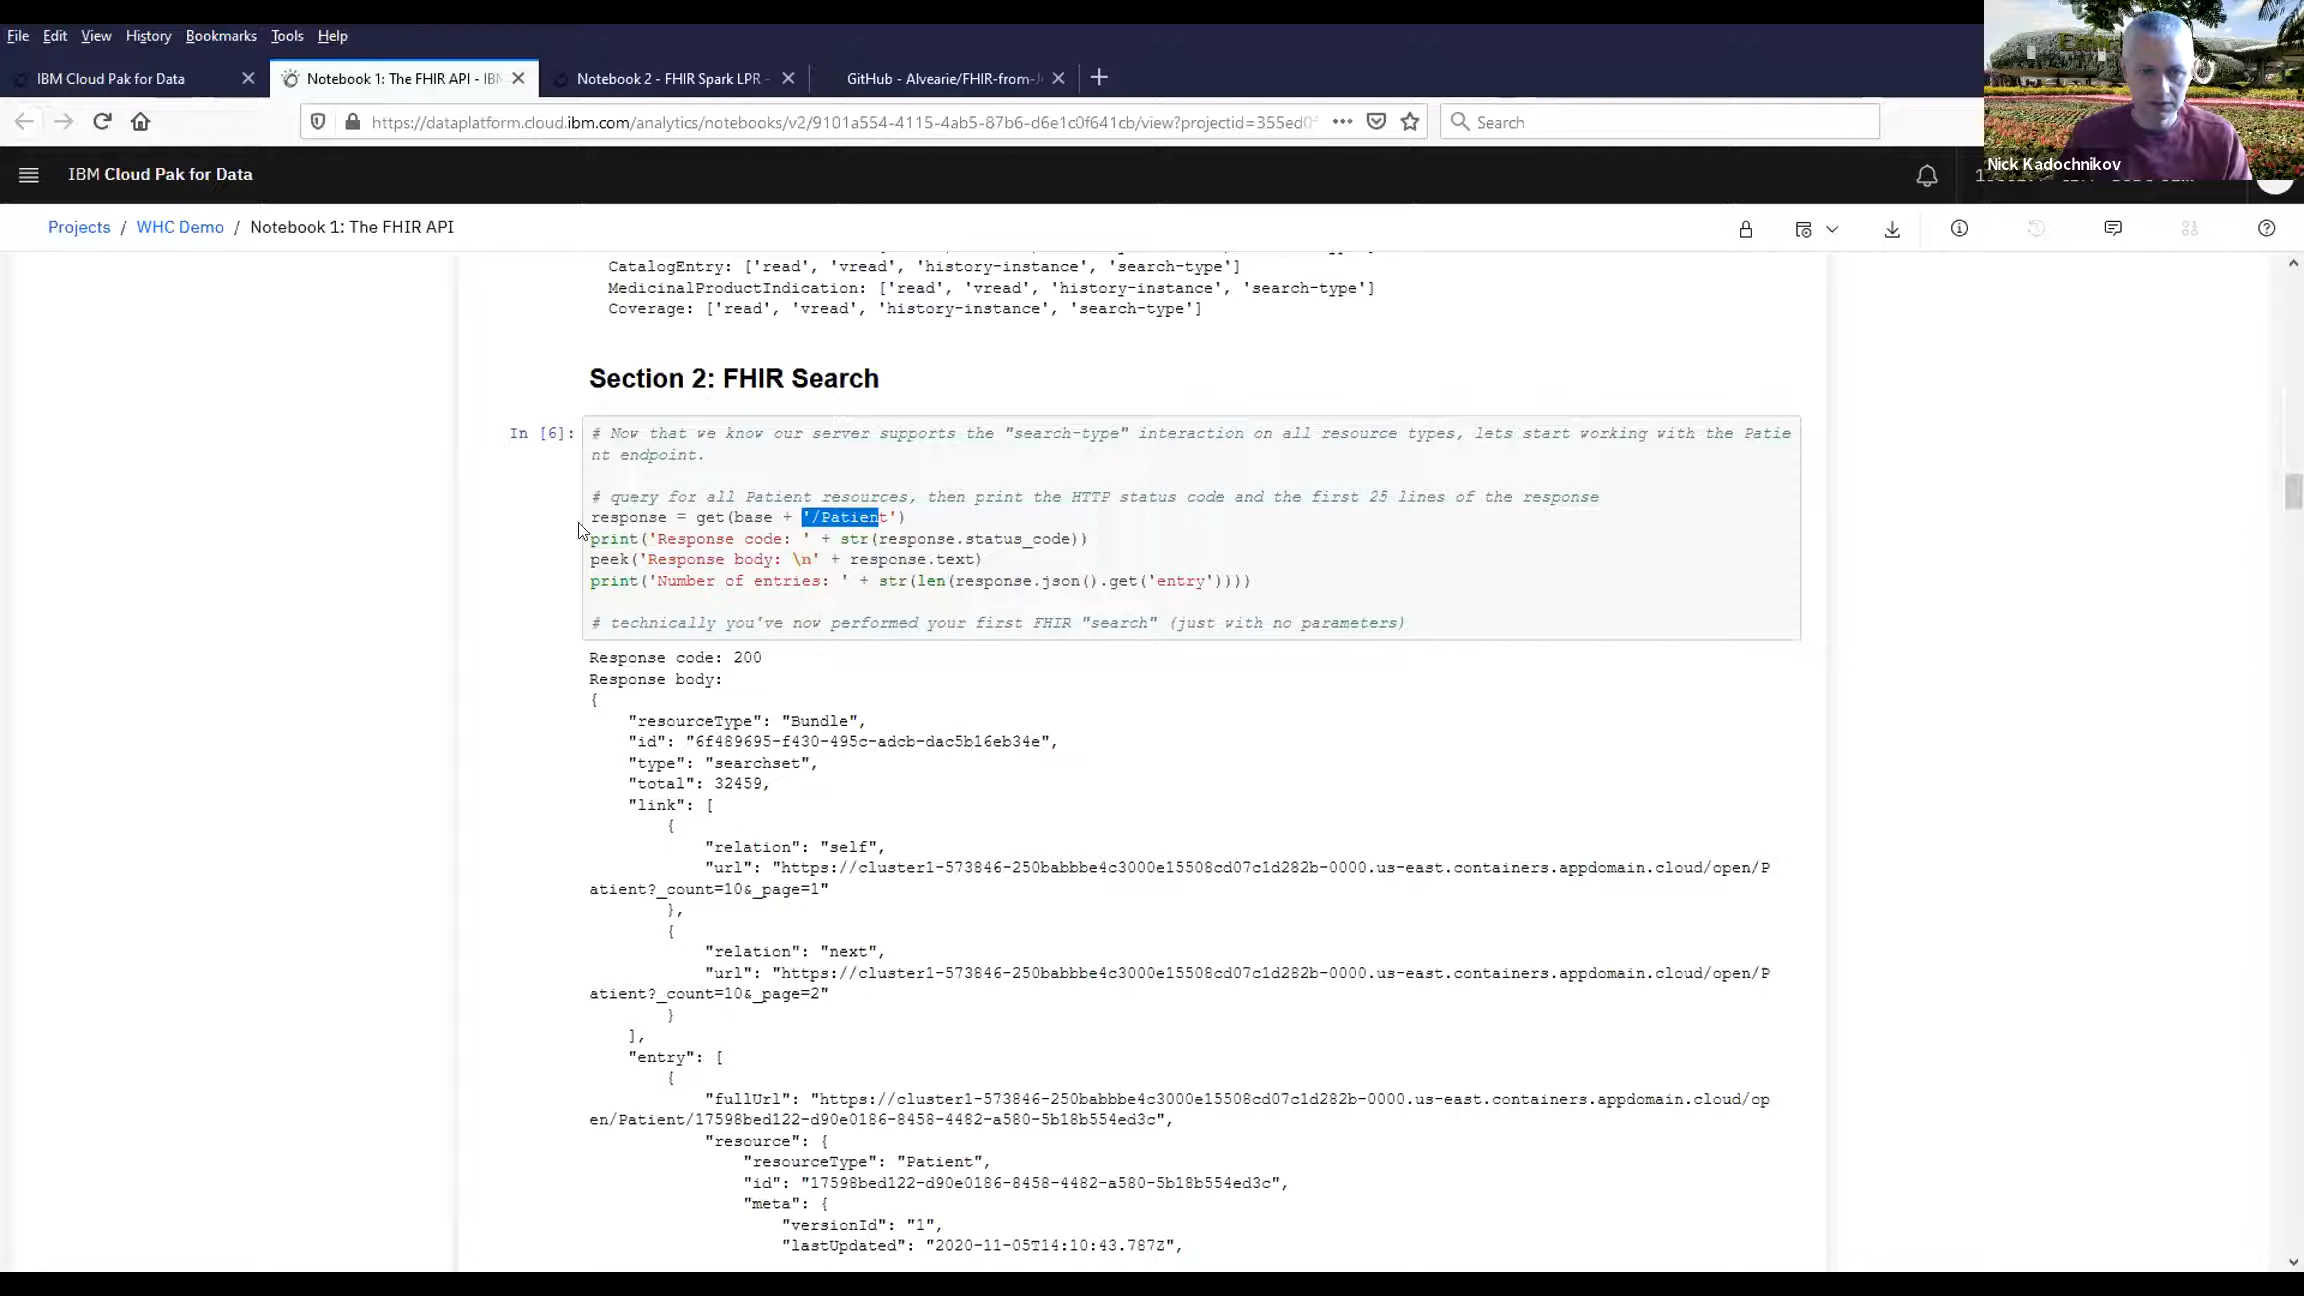 File Edit View History Bookmarks Tools Help
IBM Cloud Pak for Data
Notebook 1: The FHIR API - IBM
Notebook 2 - FHIR Spark LPR -
GitHub - Alvearie/FHIR-from-J
https://dataplatform.cloud.ibm.com/analytics/notebooks/v2/9101a554-4115-4ab5-87b6-d6e1c0f641cb/view?projectid=355ed0
Search
Nick Kadochnikov
IBM Cloud Pak for Data
Projects / WHC Demo / Notebook 1: The FHIR API
CatalogEntry: ['read', 'vread', 'history-instance', 'search-type']
MedicinalProductIndication: ['read', 'vread', 'history-instance', 'search-type']
Coverage: ['read', 'vread', 'history-instance', 'search-type']
Section 2: FHIR Search
In [6]:
# Now that we know our server supports the "search-type" interaction on all resource types, lets start working with the Patie
nt endpoint.
# query for all Patient resources, then print the HTTP status code and the first 25 lines of the response
response = get(base + '/Patient')
print('Response code: ' + str(response.status_code))
peek('Response body: \n' + response.text)
print('Number of entries: ' + str(len(response.json().get('entry'))))
# technically you've now performed your first FHIR "search" (just with no parameters)
Response code: 200
Response body:
{
"resourceType": "Bundle",
"id": "6f489695-f430-495c-adcb-dac5b16eb34e",
"type": "searchset",
"total": 32459,
"link": [
{
"relation": "self",
"url": "https://cluster1-573846-250babbbe4c3000e15508cd07c1d282b-0000.us-east.containers.appdomain.cloud/open/P
atient?_count=10&_page=1"
},
{
"relation": "next",
"url": "https://cluster1-573846-250babbbe4c3000e15508cd07c1d282b-0000.us-east.containers.appdomain.cloud/open/P
atient?_count=10&_page=2"
}
],
"entry": [
{
"fullUrl": "https://cluster1-573846-250babbbe4c3000e15508cd07c1d282b-0000.us-east.containers.appdomain.cloud/op
en/Patient/17598bed122-d90e0186-8458-4482-a580-5b18b554ed3c",
"resource": {
"resourceType": "Patient",
"id": "17598bed122-d90e0186-8458-4482-a580-5b18b554ed3c",
"meta": {
"versionId": "1",
"lastUpdated": "2020-11-05T14:10:43.787Z",